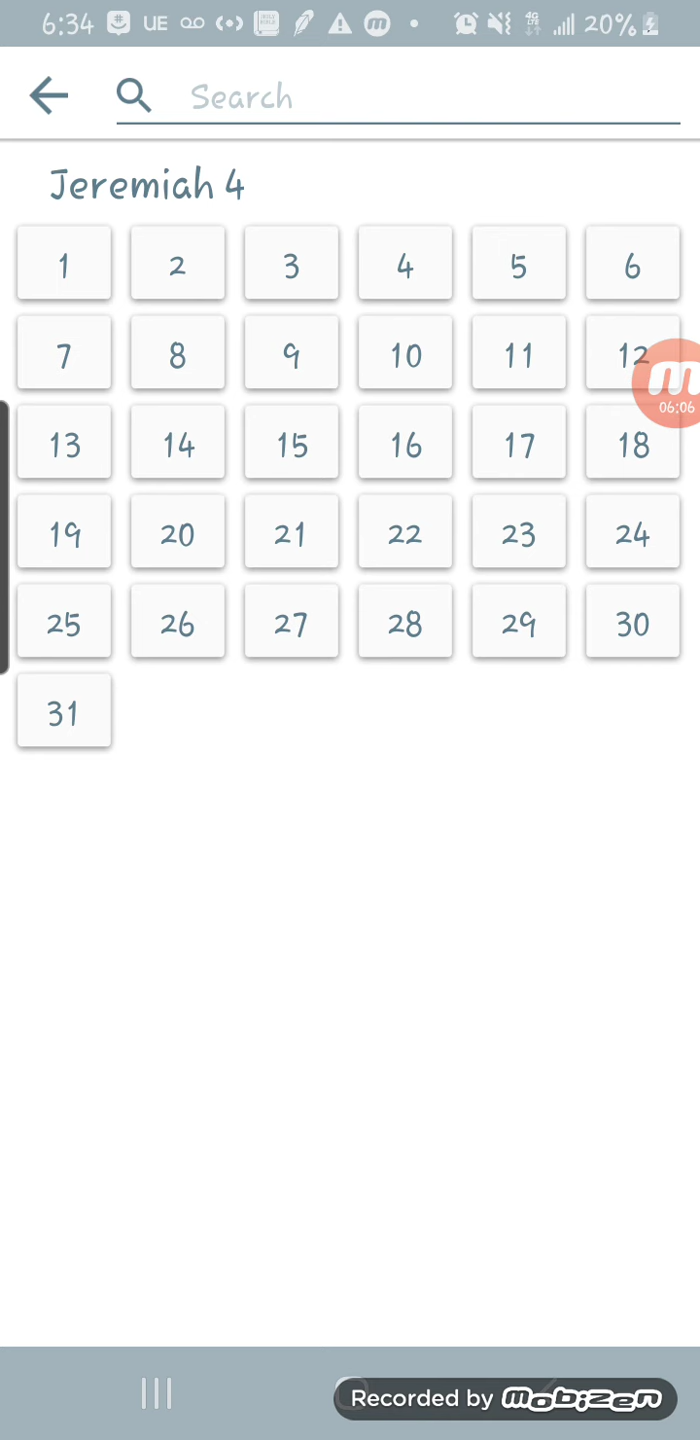 6:34 UE 4G LTE 20%
Search
Jeremiah 4
1 2 3 4 5 6
7 8 9 10 11 12
m
06:06
13 14 15 16 17 18
19 20 21 22 23 24
25 26 27 28 29 30
31
Recorded by mobizen